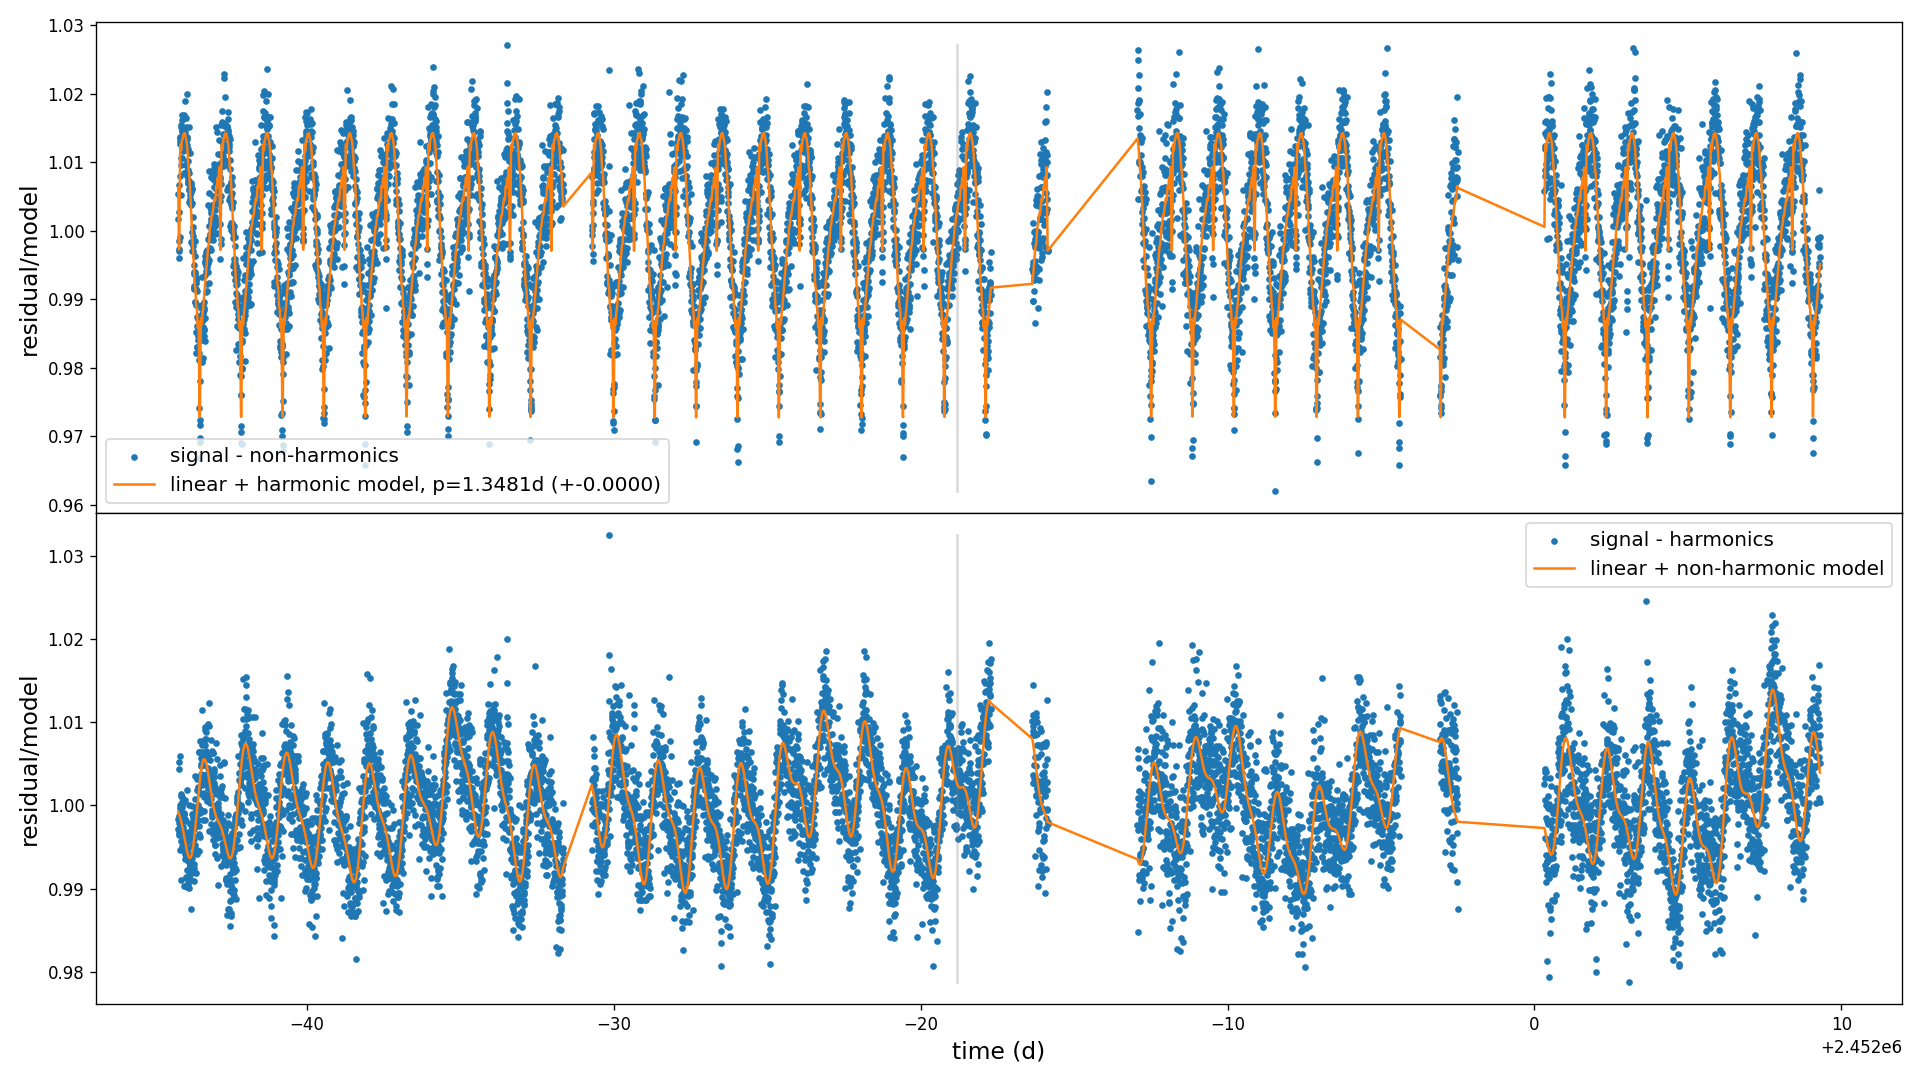 1.03
1.02
1.01
1.00
0.99
0.98
0.97
0.96
residual/model
signal - non-harmonics
linear + harmonic model, p=1.3481d (+-0.0000)
1.03
1.02
1.01
1.00
0.99
0.98
residual/model
signal - harmonics
linear + non-harmonic model
−40
−30
−20
−10
0
10
time (d)
+2.452e6